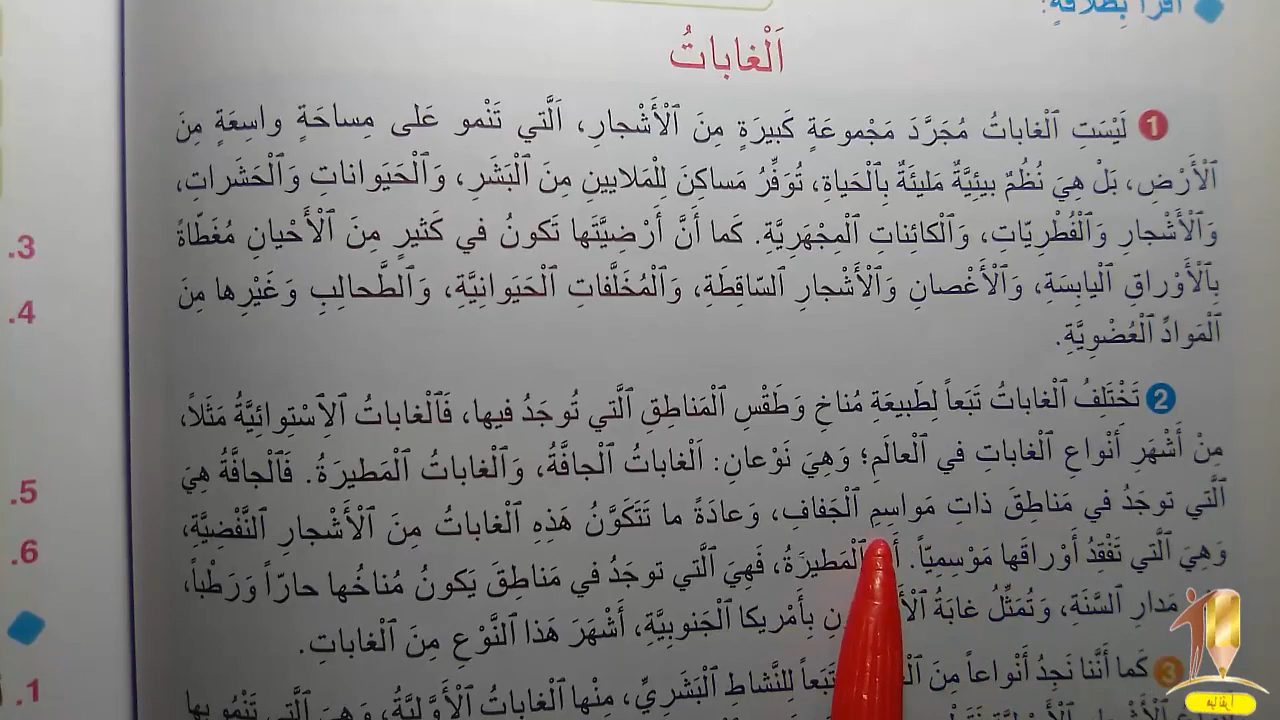 اقرأ بطلاقة:
اَلْغاباتُ
1 لَيْسَتِ ٱلْغاباتُ مُجَرَّدَ مَجْموعَةٍ كَبيرَةٍ مِنَ ٱلْأَشْجارِ، اَلَّتي تَنْمو عَلى مِساحَةٍ واسِعَةٍ مِنَ
ٱلْأَرْضِ، بَلْ هِيَ نُظُمٌ بيئِيَّةٌ مَليئَةٌ بِٱلْحَياةِ، تُوَفِّرُ مَساكِنَ لِلْمَلايينِ مِنَ ٱلْبَشَرِ، وَٱلْحَيَواناتِ وَٱلْحَشَراتِ،
وَٱلْأَشْجارِ وَٱلْفُطْرِيّات، وَٱلْكائِناتِ ٱلْمِجْهَرِيَّةِ. كَما أَنَّ أَرْضِيَّتَها تَكونُ في كَثيرٍ مِنَ ٱلْأَحْيانِ مُغَطّاةً
بِٱلْأَوْراقِ ٱلْيابِسَةِ، وَٱلْأَغْصانِ وَٱلْأَشْجارِ ٱلسّاقِطَةِ، وَٱلْمُخَلَّفاتِ ٱلْحَيَوانِيَّةِ، وَٱلطَّحالِبِ وَغَيْرِها مِنَ
ٱلْمَوادِّ ٱلْعُضْوِيَّةِ.
2 تَخْتَلِفُ ٱلْغاباتُ تَبَعاً لِطَبيعَةِ مُناخِ وَطَقْسِ ٱلْمَناطِقِ ٱلَّتي تُوجَدُ فيها، فَٱلْغاباتُ ٱلِٱسْتِوائِيَّةُ مَثَلاً،
مِنْ أَشْهَرِ أَنْواعِ ٱلْغاباتِ في ٱلْعالَمِ؛ وَهِيَ نَوْعانِ: اَلْغاباتُ ٱلْجافَّةُ، وَٱلْغاباتُ ٱلْمَطيرَةُ. فَٱلْجافَّةُ هِيَ
ٱلَّتي توجَدُ في مَناطِقَ ذاتِ مَواسِمِ ٱلْجَفافِ، وَعادَةً ما تَتَكَوَّنُ هَذِهِ ٱلْغاباتُ مِنَ ٱلْأَشْجارِ ٱلنَّفْضِيَّةِ،
وَهِيَ ٱلَّتي تَفْقِدُ أَوْراقَها مَوْسِمِيّاً. ٱلْمَطيرَةُ، فَهِيَ ٱلَّتي توجَدُ في مَناطِقَ يَكونُ مُناخُها حارّاً وَرَطْباً،
مَدارِ السَّنَةِ، وَتُمَثِّلُ غابَةُ بِأَمْريكا ٱلْجَنوبِيَّةِ، أَشْهَرَ هَذا ٱلنَّوْعِ مِنَ ٱلْغاباتِ.
3 كَما أَنَّنا نَجِدُ أَنْواعاً مِنَ تَبَعاً لِلنَّشاطِ ٱلْبَشَرِيِّ، مِنْها ٱلْغاباتُ ٱلْأَوَّلِيَّةُ، وَهِيَ ٱلَّتي تَنْمُو بِها
3.
4.
5.
6.
1.